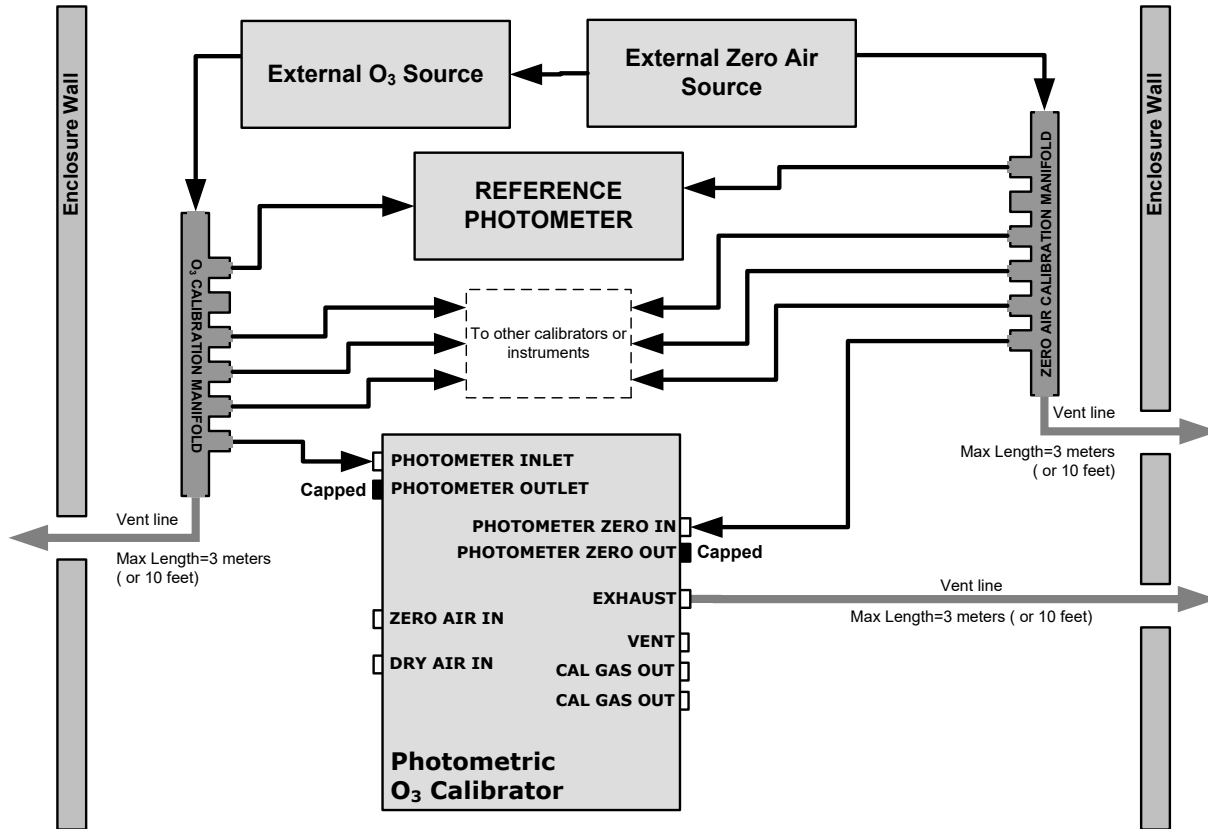 Enclosure Wall
External O₃ Source
External Zero Air
Source
Enclosure Wall
REFERENCE
PHOTOMETER
O₃ CALIBRATION MANIFOLD
ZERO AIR CALIBRATION MANIFOLD
To other calibrators or
instruments
Vent line
Max Length=3 meters
( or 10 feet)
PHOTOMETER INLET
Capped
PHOTOMETER OUTLET
Vent line
Max Length=3 meters
( or 10 feet)
PHOTOMETER ZERO IN
PHOTOMETER ZERO OUT
Capped
EXHAUST
Vent line
Max Length=3 meters ( or 10 feet)
ZERO AIR IN
VENT
DRY AIR IN
CAL GAS OUT
CAL GAS OUT
Photometric
O₃ Calibrator